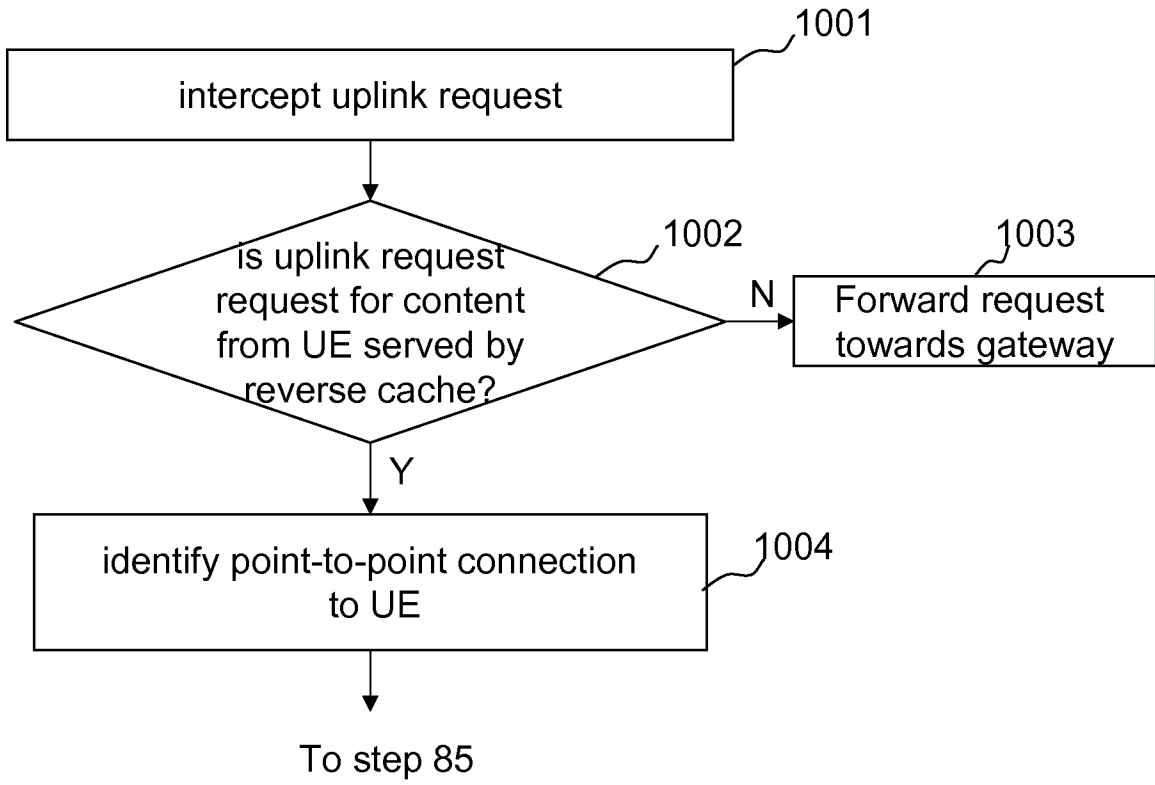 1001
intercept uplink request
1002
is uplink request
request for content
from UE served by
reverse cache?
N
1003
Forward request
towards gateway
Y
1004
identify point-to-point connection
to UE
To step 85